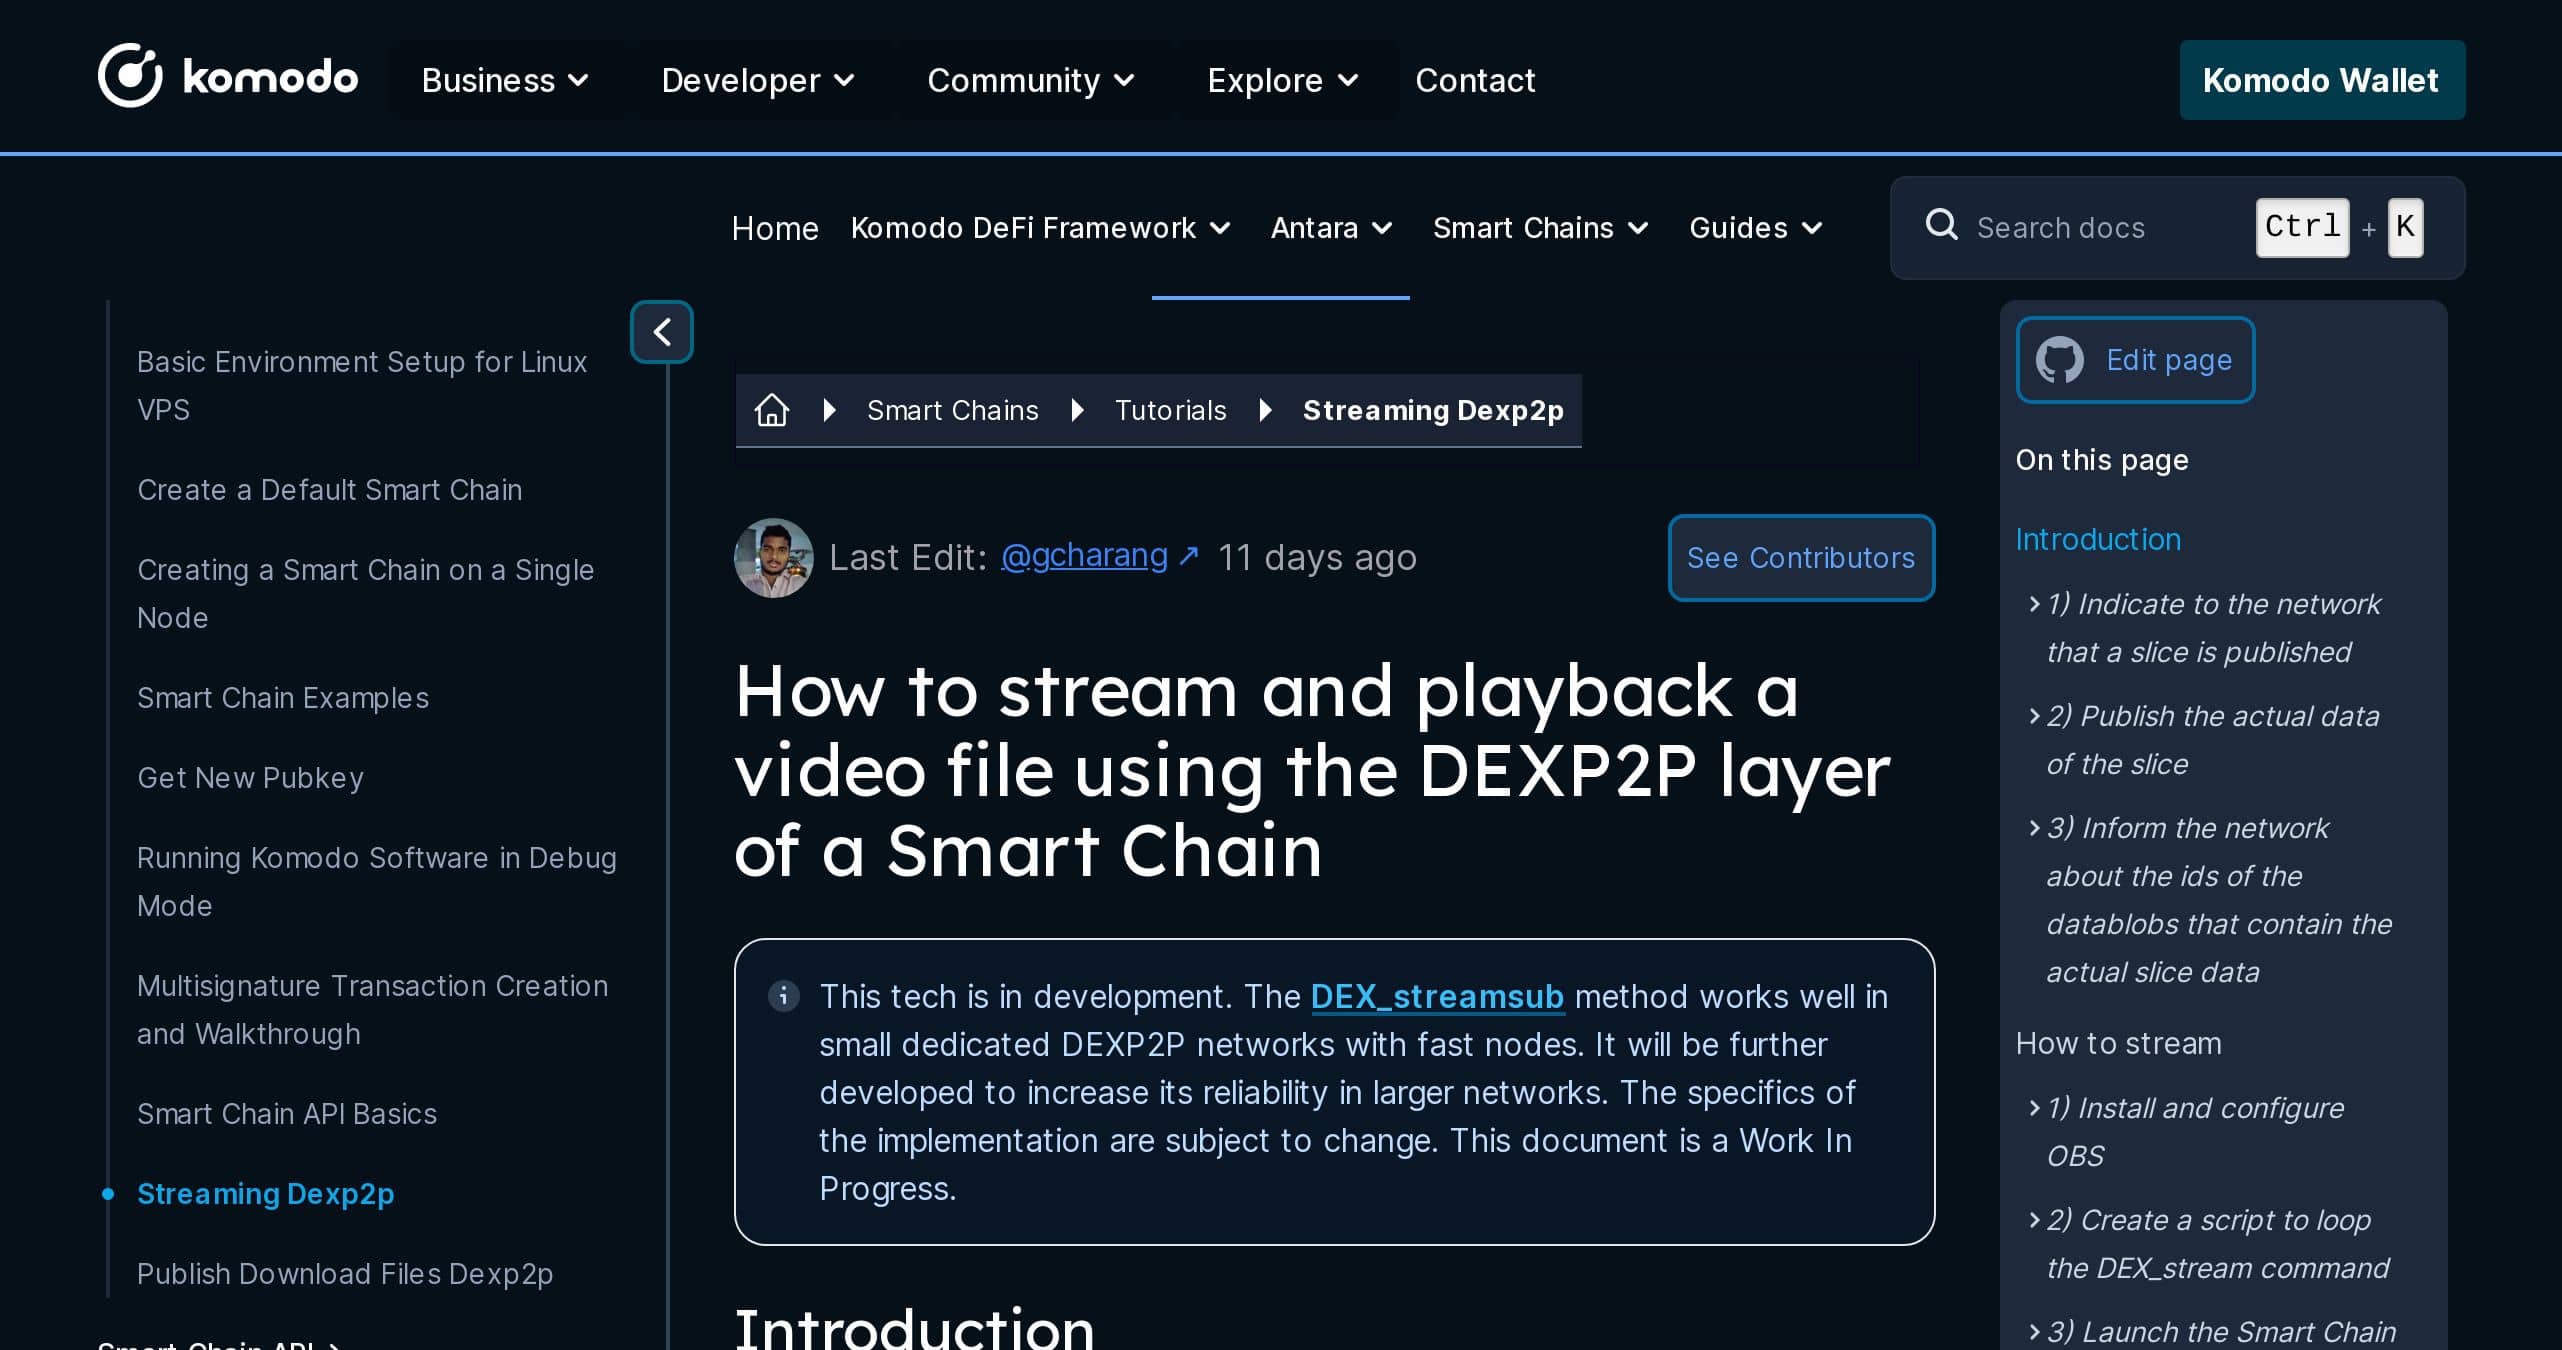 komodo
Business
Developer
Community
Explore
Contact
Komodo Wallet
Home
Komodo DeFi Framework
Antara
Smart Chains
Guides
Search docs
Ctrl + K
Basic Environment Setup for Linux
VPS
Create a Default Smart Chain
Creating a Smart Chain on a Single
Node
Smart Chain Examples
Get New Pubkey
Running Komodo Software in Debug
Mode
Multisignature Transaction Creation
and Walkthrough
Smart Chain API Basics
Streaming Dexp2p
Publish Download Files Dexp2p
Smart Chain API
Smart Chains
Tutorials
Streaming Dexp2p
Last Edit: @gcharang ↗ 11 days ago
See Contributors
How to stream and playback a
video file using the DEXP2P layer
of a Smart Chain
This tech is in development. The DEX_streamsub method works well in
small dedicated DEXP2P networks with fast nodes. It will be further
developed to increase its reliability in larger networks. The specifics of
the implementation are subject to change. This document is a Work In
Progress.
Introduction
Edit page
On this page
Introduction
1) Indicate to the network
that a slice is published
2) Publish the actual data
of the slice
3) Inform the network
about the ids of the
datablobs that contain the
actual slice data
How to stream
1) Install and configure
OBS
2) Create a script to loop
the DEX_stream command
3) Launch the Smart Chain